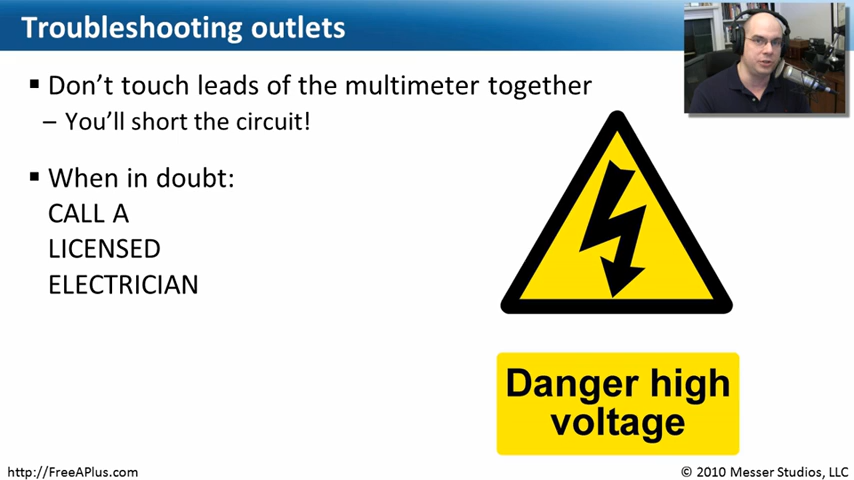 Troubleshooting outlets
▪ Don't touch leads of the multimeter together
– You'll short the circuit!
▪ When in doubt:
CALL A
LICENSED
ELECTRICIAN
Danger high
voltage
http://FreeAPlus.com
© 2010 Messer Studios, LLC